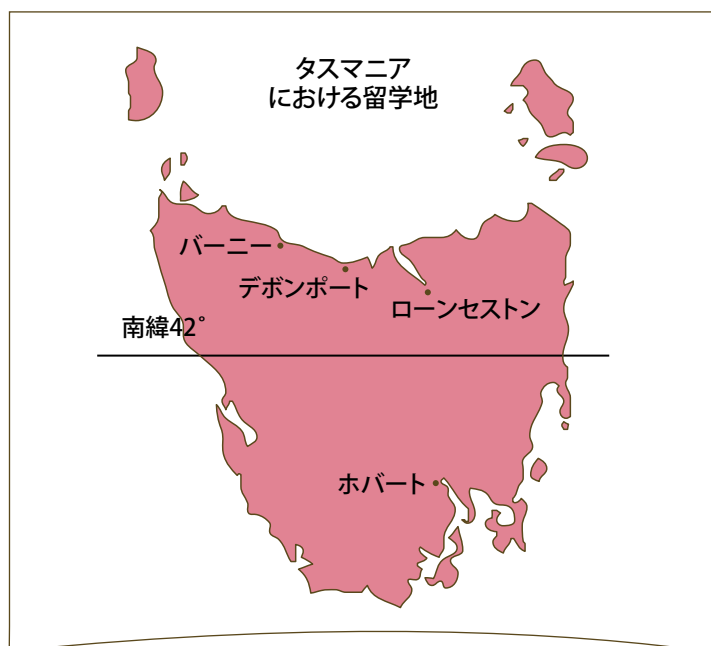 タスマニア
における留学地
バーニー
デボンポート
ローンセストン
南緯42°
ホバート